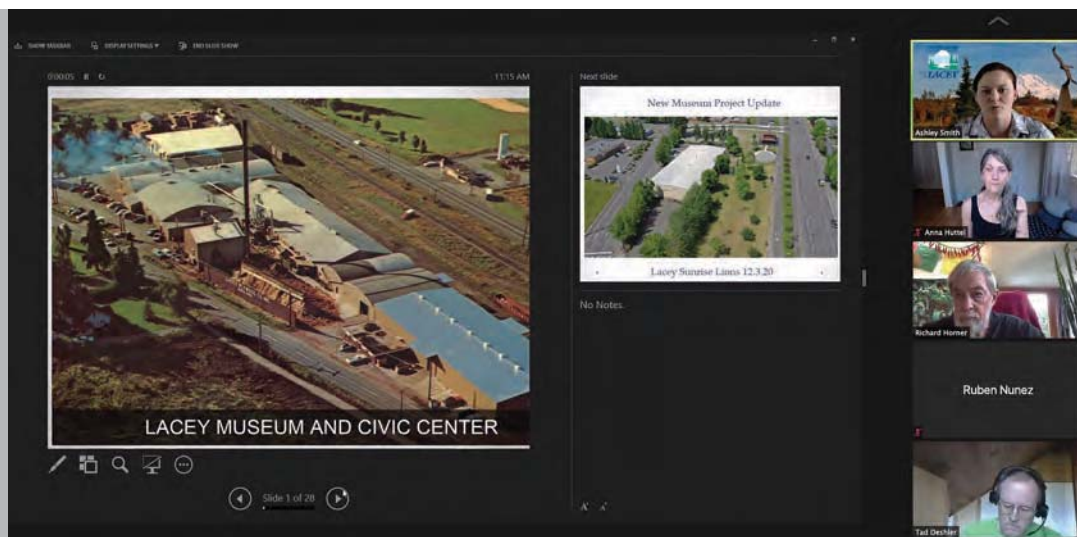 SHOW TASKBAR
DISPLAY SETTINGS ▼
END SLIDE SHOW
0:00:05
11:15 AM
LACEY MUSEUM AND CIVIC CENTER
Slide 1 of 28
Next slide
New Museum Project Update
Lacey Sunrise Lions 12.3.20
No Notes.
LACEY
Ashley Smith
Anna Huttel
Richard Horner
Ruben Nunez
Tad Deshler